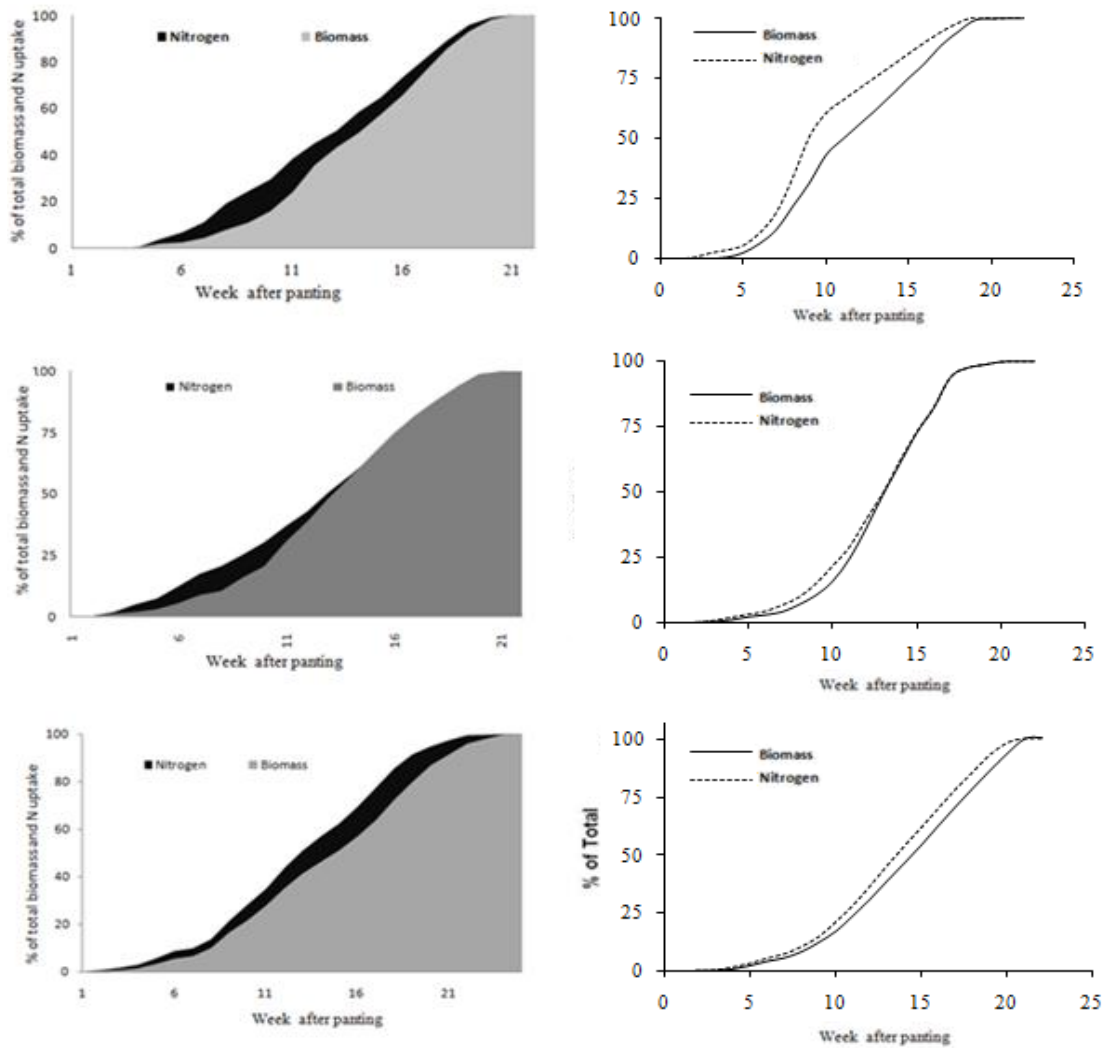 100
80
60
40
20
0
% of total biomass and N uptake
Nitrogen Biomass
1 6 11 16 21
Week after panting
100
75
50
25
0
Biomass
Nitrogen
0 5 10 15 20 25
Week after panting
100
75
50
25
0
% of total biomass and N uptake
Nitrogen Biomass
1 6 11 16 21
Week after panting
100
75
50
25
0
Biomass
Nitrogen
0 5 10 15 20 25
Week after panting
100
80
60
40
20
0
% of total biomass and N uptake
Nitrogen Biomass
1 6 11 16 21
Week after panting
100
75
50
25
0
% of Total
Biomass
Nitrogen
0 5 10 15 20 25
Week after panting